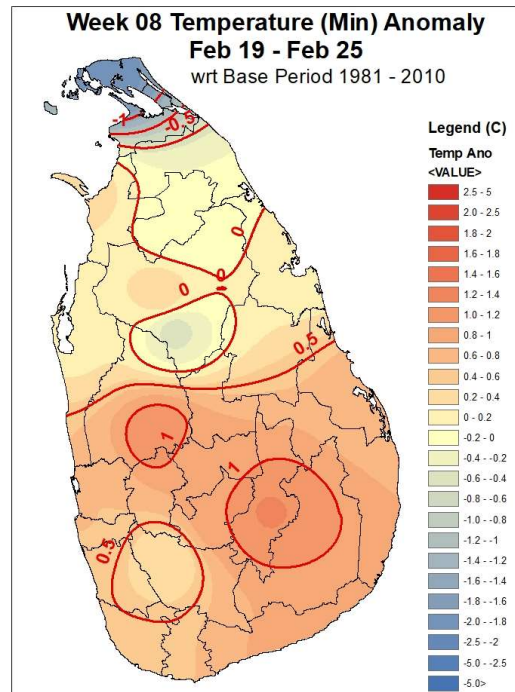 Week 08 Temperature (Min) Anomaly
Feb 19 - Feb 25
wrt Base Period 1981 - 2010
Legend (C)
Temp Ano
<VALUE>
2.5 - 5
2.0 - 2.5
1.8 - 2
1.6 - 1.8
1.4 - 1.6
1.2 - 1.4
1.0 - 1.2
0.8 - 1
0.6 - 0.8
0.4 - 0.6
0.2 - 0.4
0 - 0.2
-0.2 - 0
-0.4 - -0.2
-0.6 - -0.4
-0.8 - -0.6
-1.0 - -0.8
-1.2 - -1
-1.4 - -1.2
-1.6 - -1.4
-1.8 - -1.6
-2.0 - -1.8
-2.5 - -2
-5.0 - -2.5
-5.0>
-1
-0.5
0
0
0
0.5
1
1
0.5